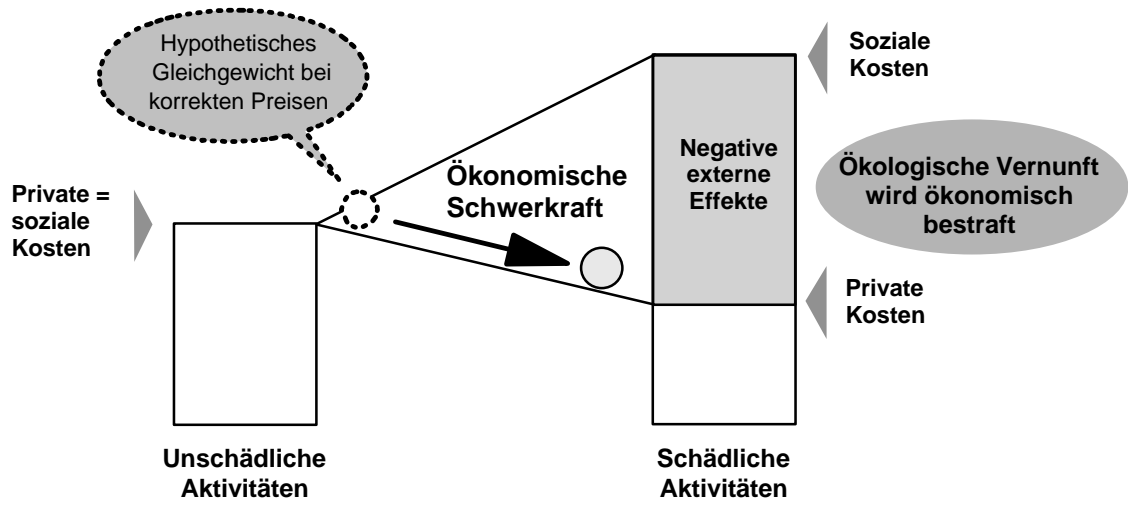 Hypothetisches
Gleichgewicht bei
korrekten Preisen
Soziale
Kosten
Private =
soziale
Kosten
Ökonomische
Schwerkraft
Negative
externe
Effekte
Ökologische Vernunft
wird ökonomisch
bestraft
Private
Kosten
Unschädliche
Aktivitäten
Schädliche
Aktivitäten